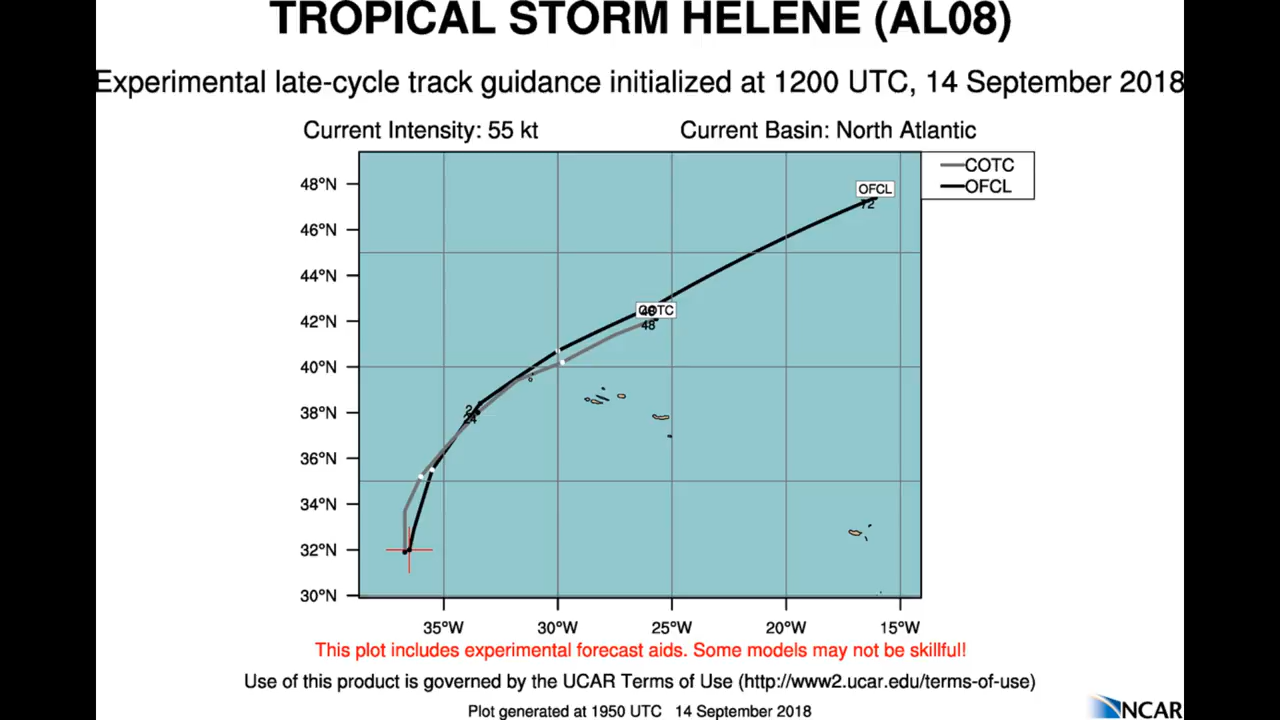 TROPICAL STORM HELENE (AL08)
Experimental late-cycle track guidance initialized at 1200 UTC, 14 September 2018
Current Intensity: 55 kt
Current Basin: North Atlantic
COTC
OFCL
48°N
46°N
44°N
42°N
40°N
38°N
36°N
34°N
32°N
30°N
OFCL
72
COTC
48
24
35°W
30°W
25°W
20°W
15°W
This plot includes experimental forecast aids. Some models may not be skillful!
Use of this product is governed by the UCAR Terms of Use (http://www2.ucar.edu/terms-of-use)
Plot generated at 1950 UTC 14 September 2018
NCAR